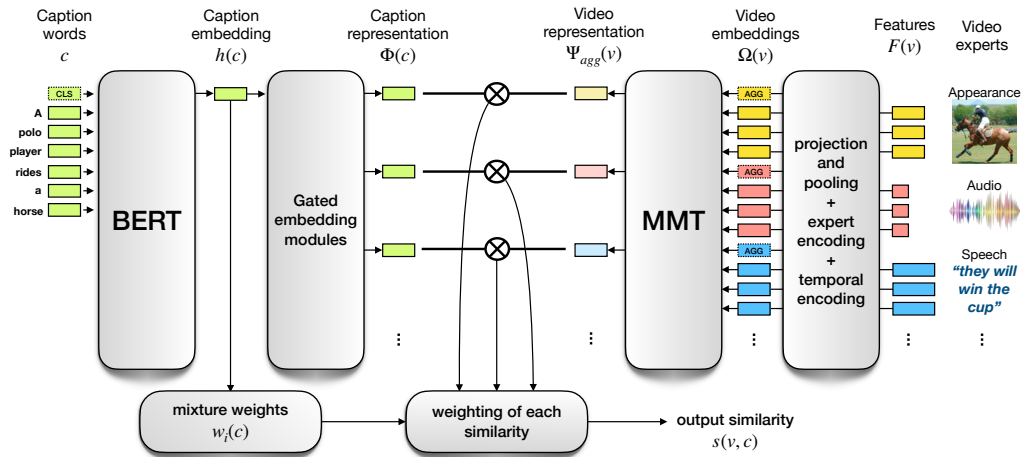 Caption
words
c
Caption
embedding
h(c)
Caption
representation
Φ(c)
Video
representation
Ψagg(v)
Video
embeddings
Ω(v)
Features
F(v)
Video
experts
CLS
A
polo
player
rides
a
horse
BERT
Gated
embedding
modules
MMT
AGG
AGG
AGG
projection
and
pooling
+
expert
encoding
+
temporal
encoding
Appearance
Audio
Speech
“they will
win the
cup”
mixture weights
wi(c)
weighting of each
similarity
output similarity
s(v, c)